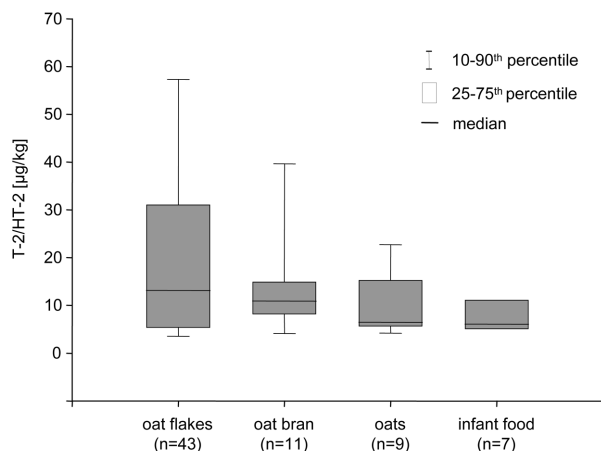 70
60
50
40
30
20
10
0
T-2/HT-2 [µg/kg]
10-90th percentile
25-75th percentile
median
oat flakes
(n=43)
oat bran
(n=11)
oats
(n=9)
infant food
(n=7)